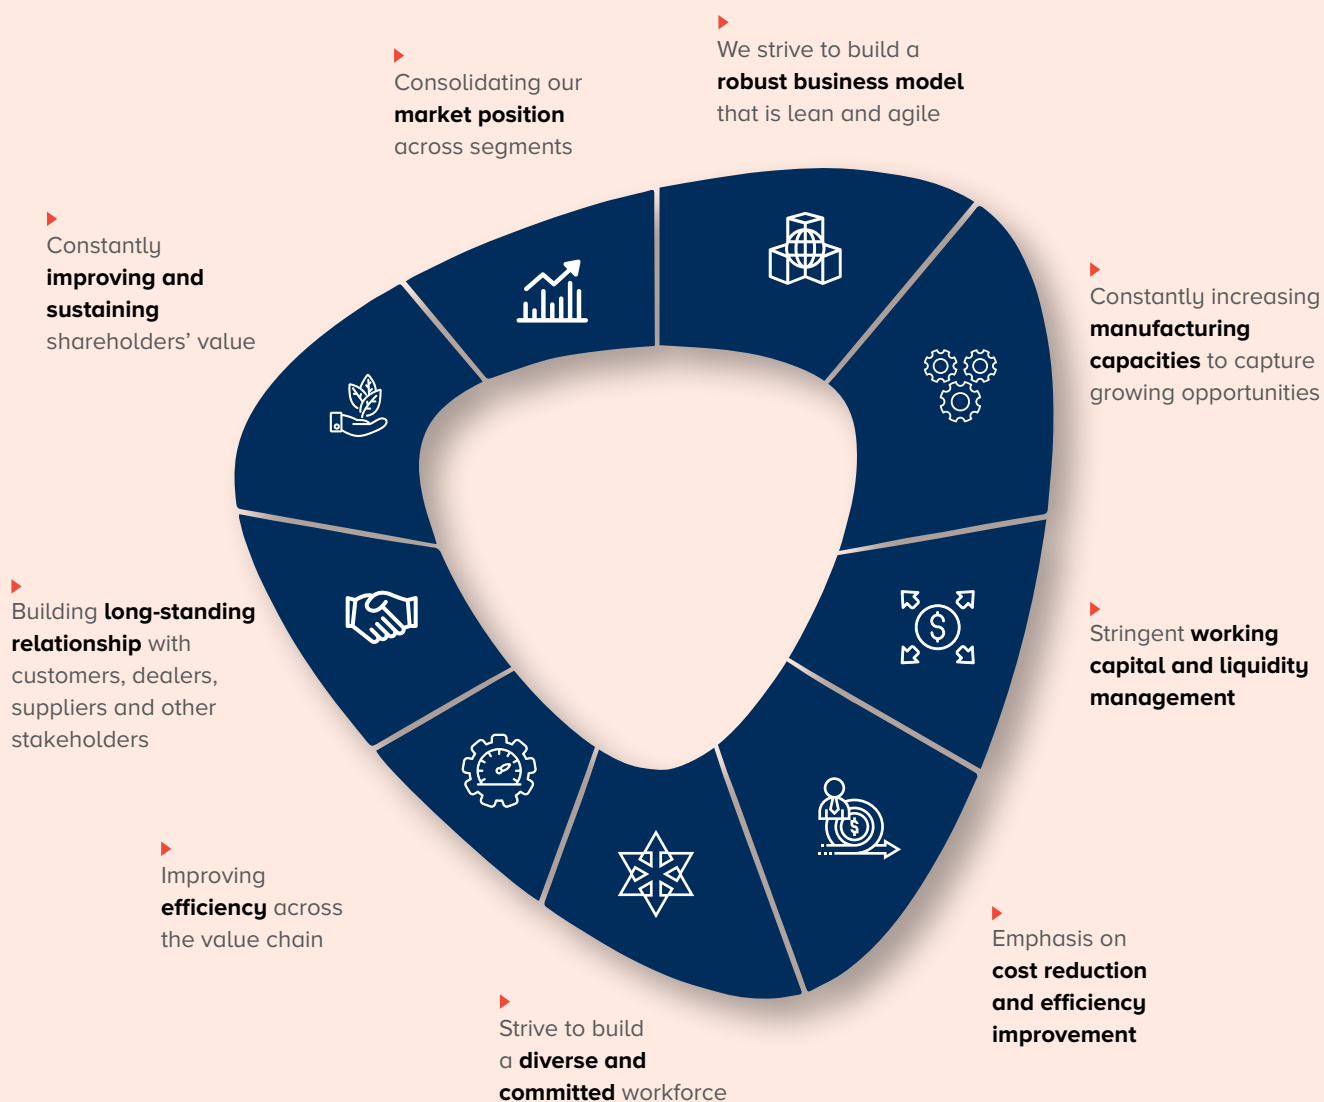 We strive to build a
robust business model
that is lean and agile
Constantly increasing
manufacturing
capacities to capture
growing opportunities
Stringent working
capital and liquidity
management
Emphasis on
cost reduction
and efficiency
improvement
Strive to build
a diverse and
committed workforce
Improving
efficiency across
the value chain
Building long-standing
relationship with
customers, dealers,
suppliers and other
stakeholders
Constantly
improving and
sustaining
shareholders’ value
Consolidating our
market position
across segments
$
$